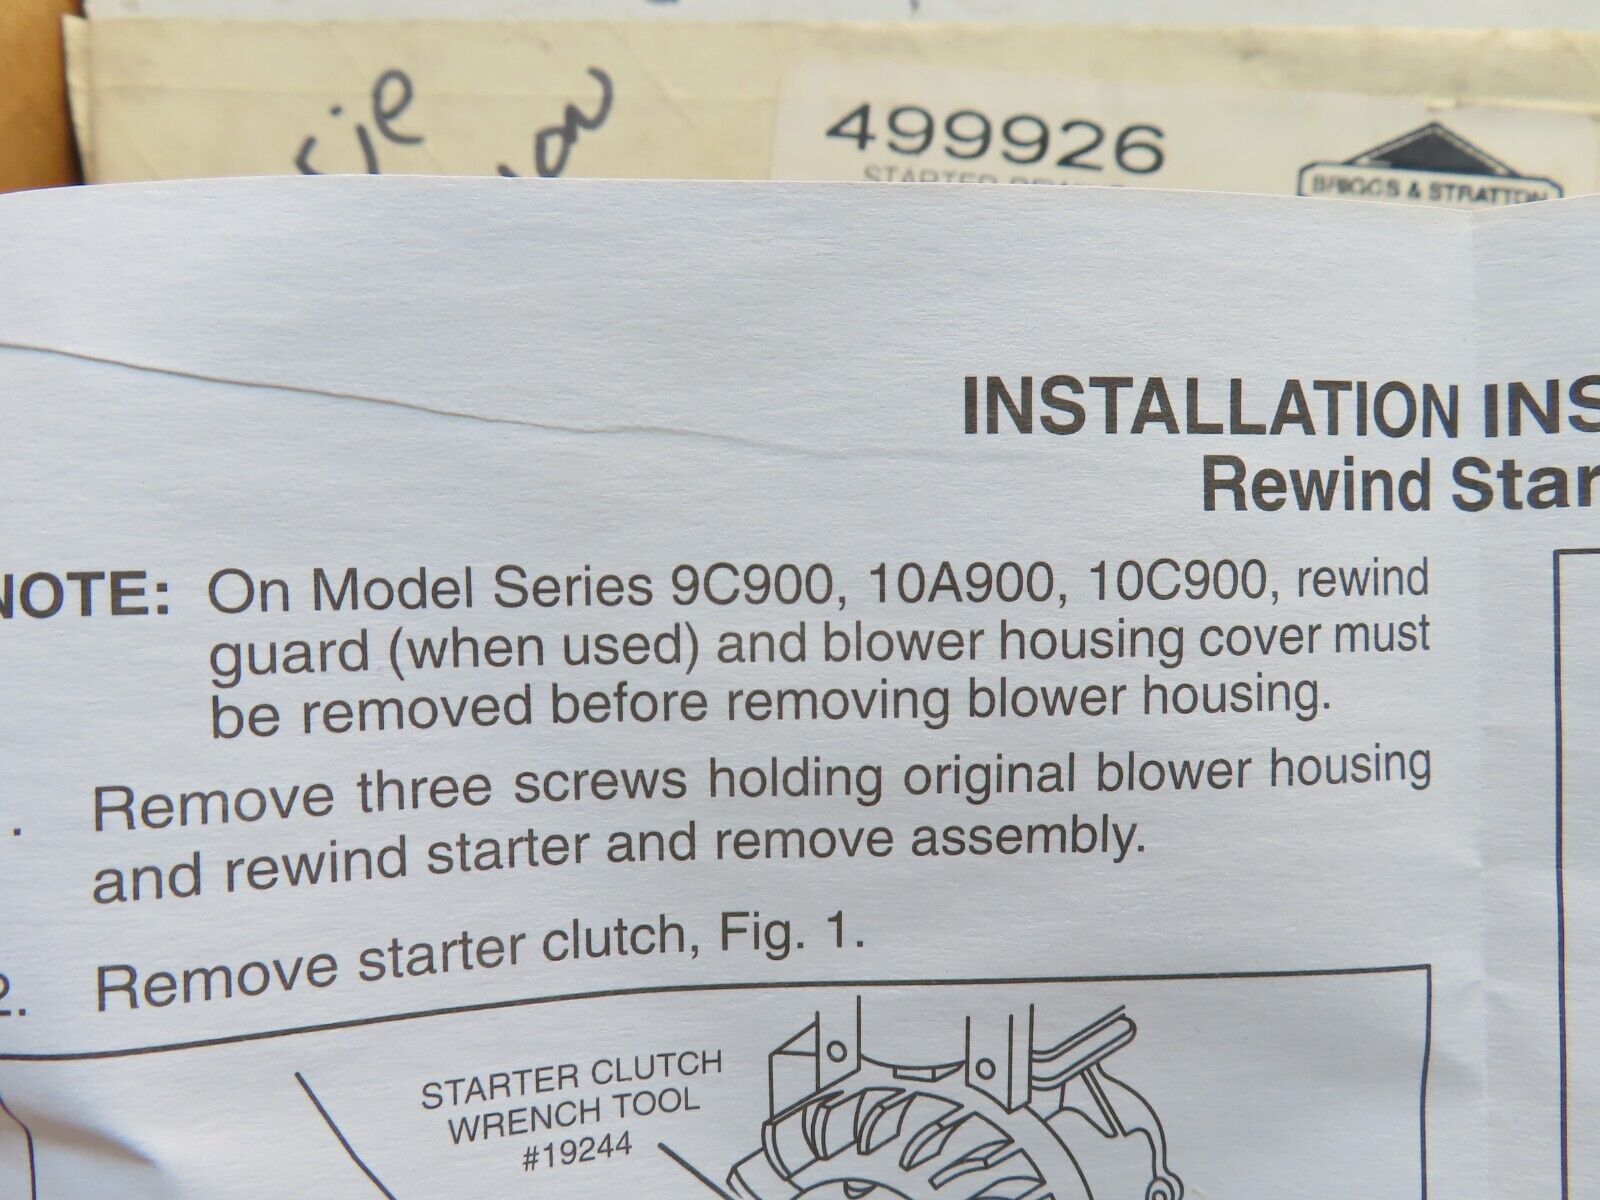 499926
STARTER
BRIGGS & STRATTON
INSTALLATION INS
Rewind Star
NOTE: On Model Series 9C900, 10A900, 10C900, rewind
guard (when used) and blower housing cover must
be removed before removing blower housing.
. Remove three screws holding original blower housing
and rewind starter and remove assembly.
2. Remove starter clutch, Fig. 1.
STARTER CLUTCH
WRENCH TOOL
#19244